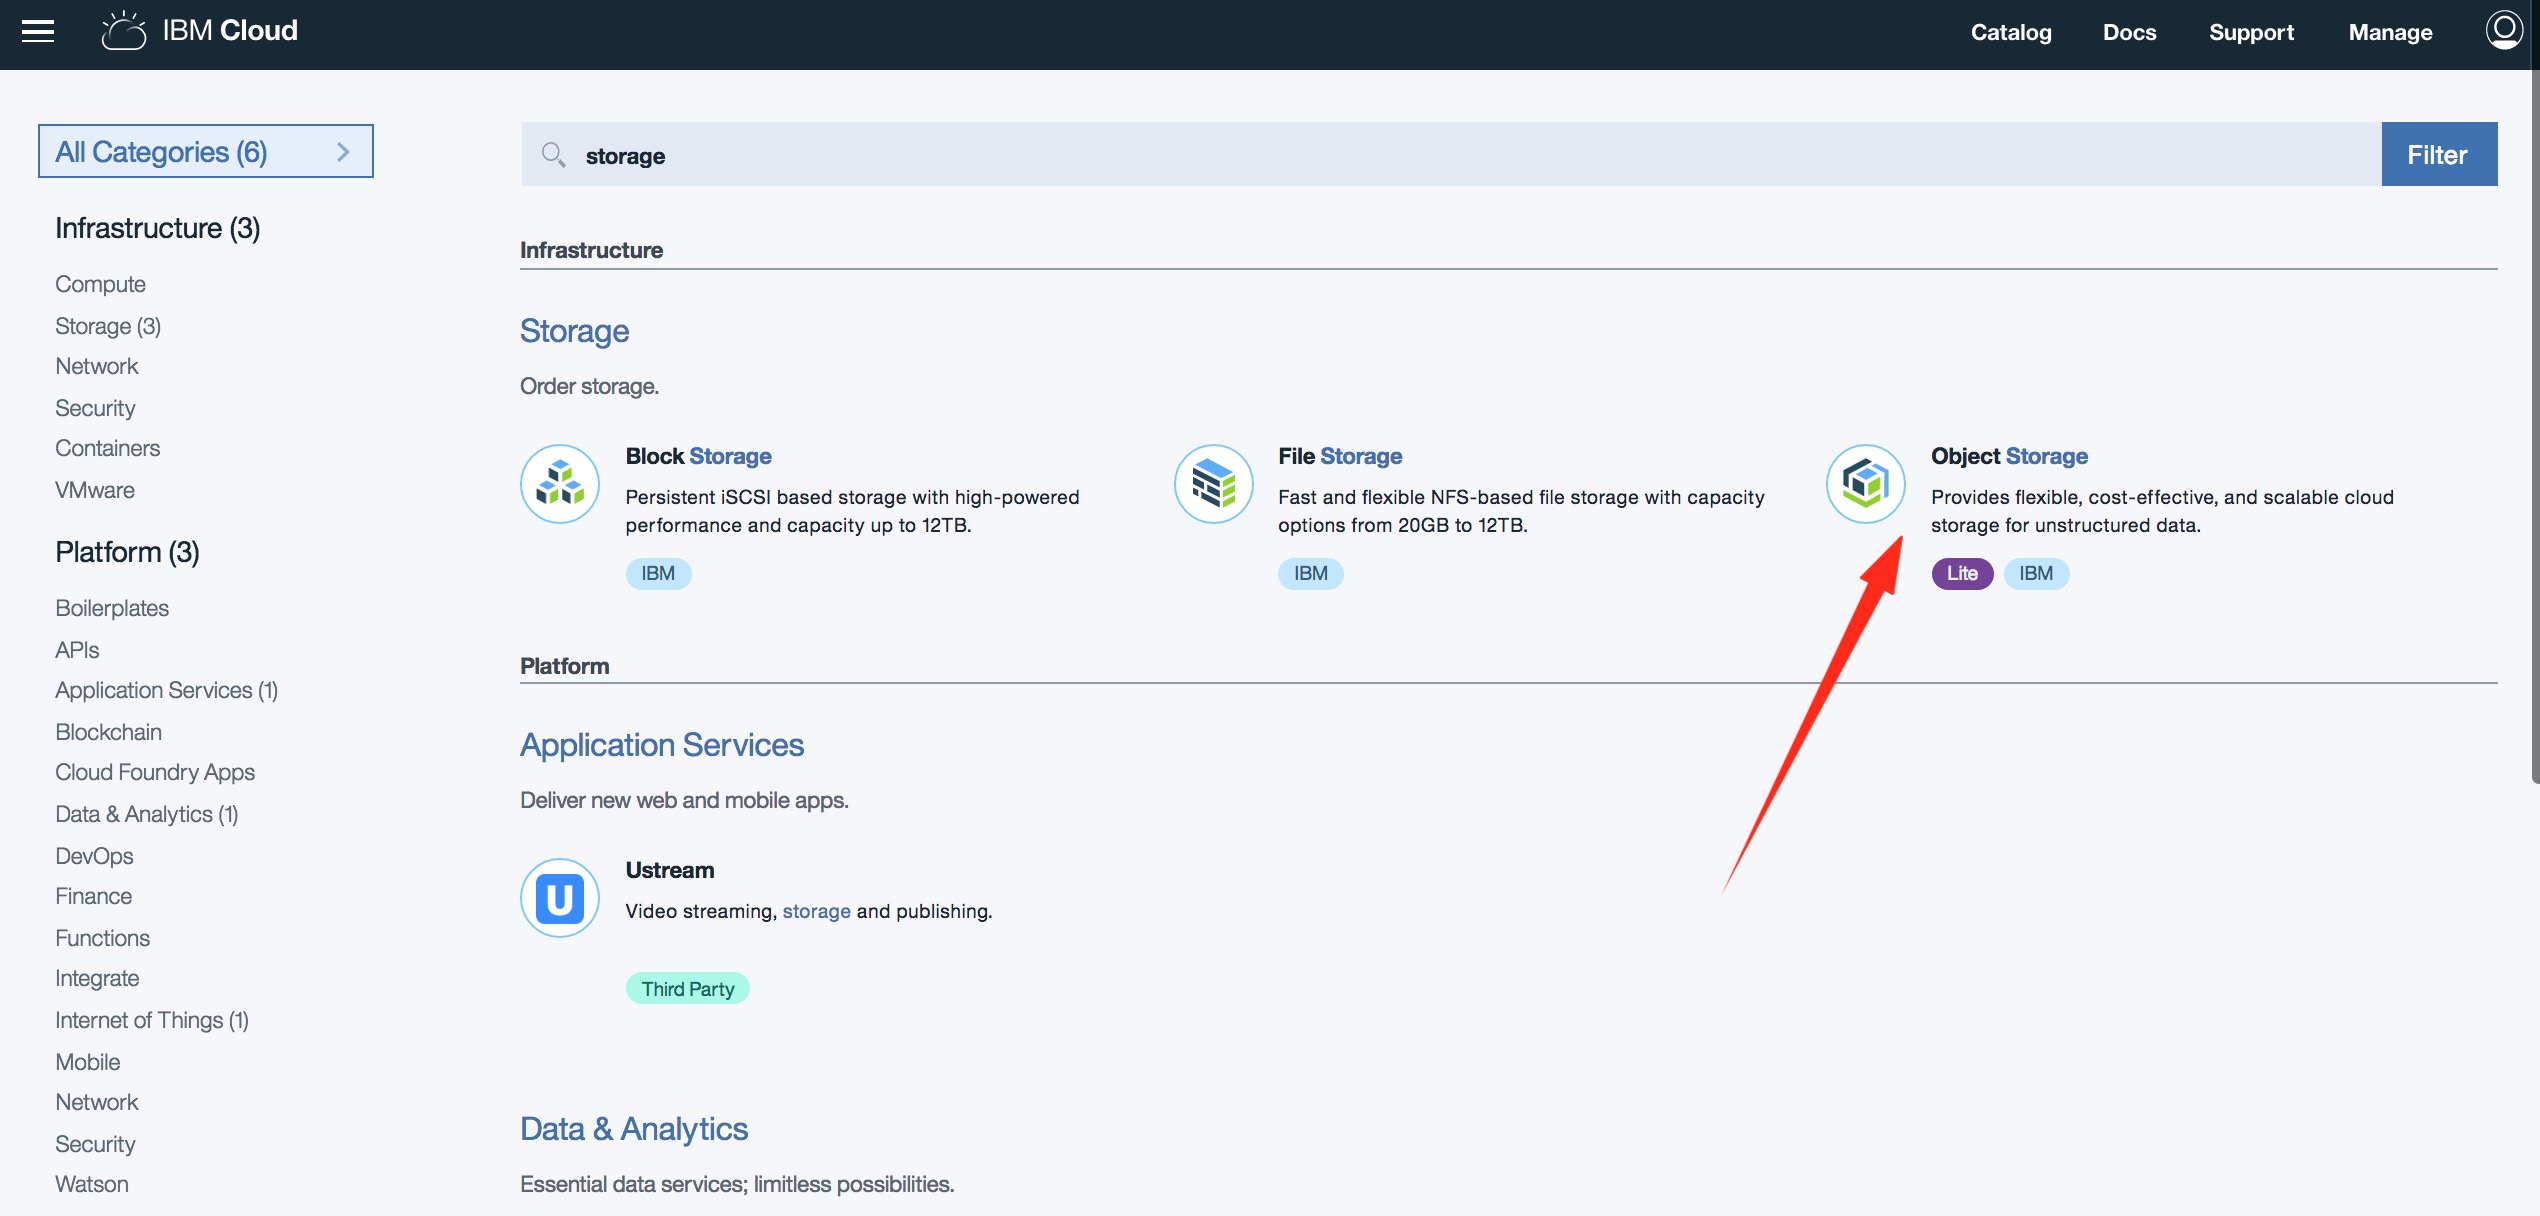 IBM Cloud
Catalog
Docs
Support
Manage
All Categories (6)
Infrastructure (3)
Compute
Storage (3)
Network
Security
Containers
VMware
Platform (3)
Boilerplates
APIs
Application Services (1)
Blockchain
Cloud Foundry Apps
Data & Analytics (1)
DevOps
Finance
Functions
Integrate
Internet of Things (1)
Mobile
Network
Security
Watson
storage
Filter
Infrastructure
Storage
Order storage.
Block Storage
Persistent iSCSI based storage with high-powered
performance and capacity up to 12TB.
IBM
File Storage
Fast and flexible NFS-based file storage with capacity
options from 20GB to 12TB.
IBM
Object Storage
Provides flexible, cost-effective, and scalable cloud
storage for unstructured data.
Lite IBM
Platform
Application Services
Deliver new web and mobile apps.
U
Ustream
Video streaming, storage and publishing.
Third Party
Data & Analytics
Essential data services; limitless possibilities.